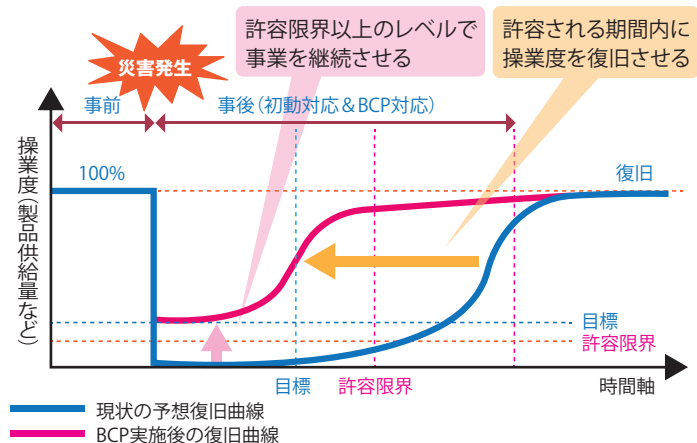 許容限界以上のレベルで
事業を継続させる
許容される期間内に
操業度を復旧させる
災害発生
事前
事後(初動対応&BCP対応)
操業度(製品供給量など)
100%
復旧
目標
許容限界
目標
許容限界
時間軸
現状の予想復旧曲線
BCP実施後の復旧曲線